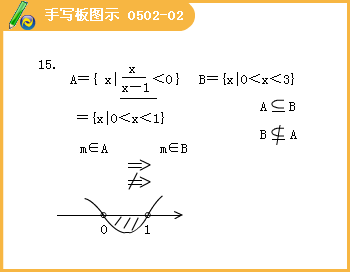 手写板图示 0502-02
15.
A={ x| x/(x-1) <0}  B={x|0<x<3}
={x|0<x<1}
A⊆B
B⊈A
m∈A  m∈B
⇒
⇏
0 1